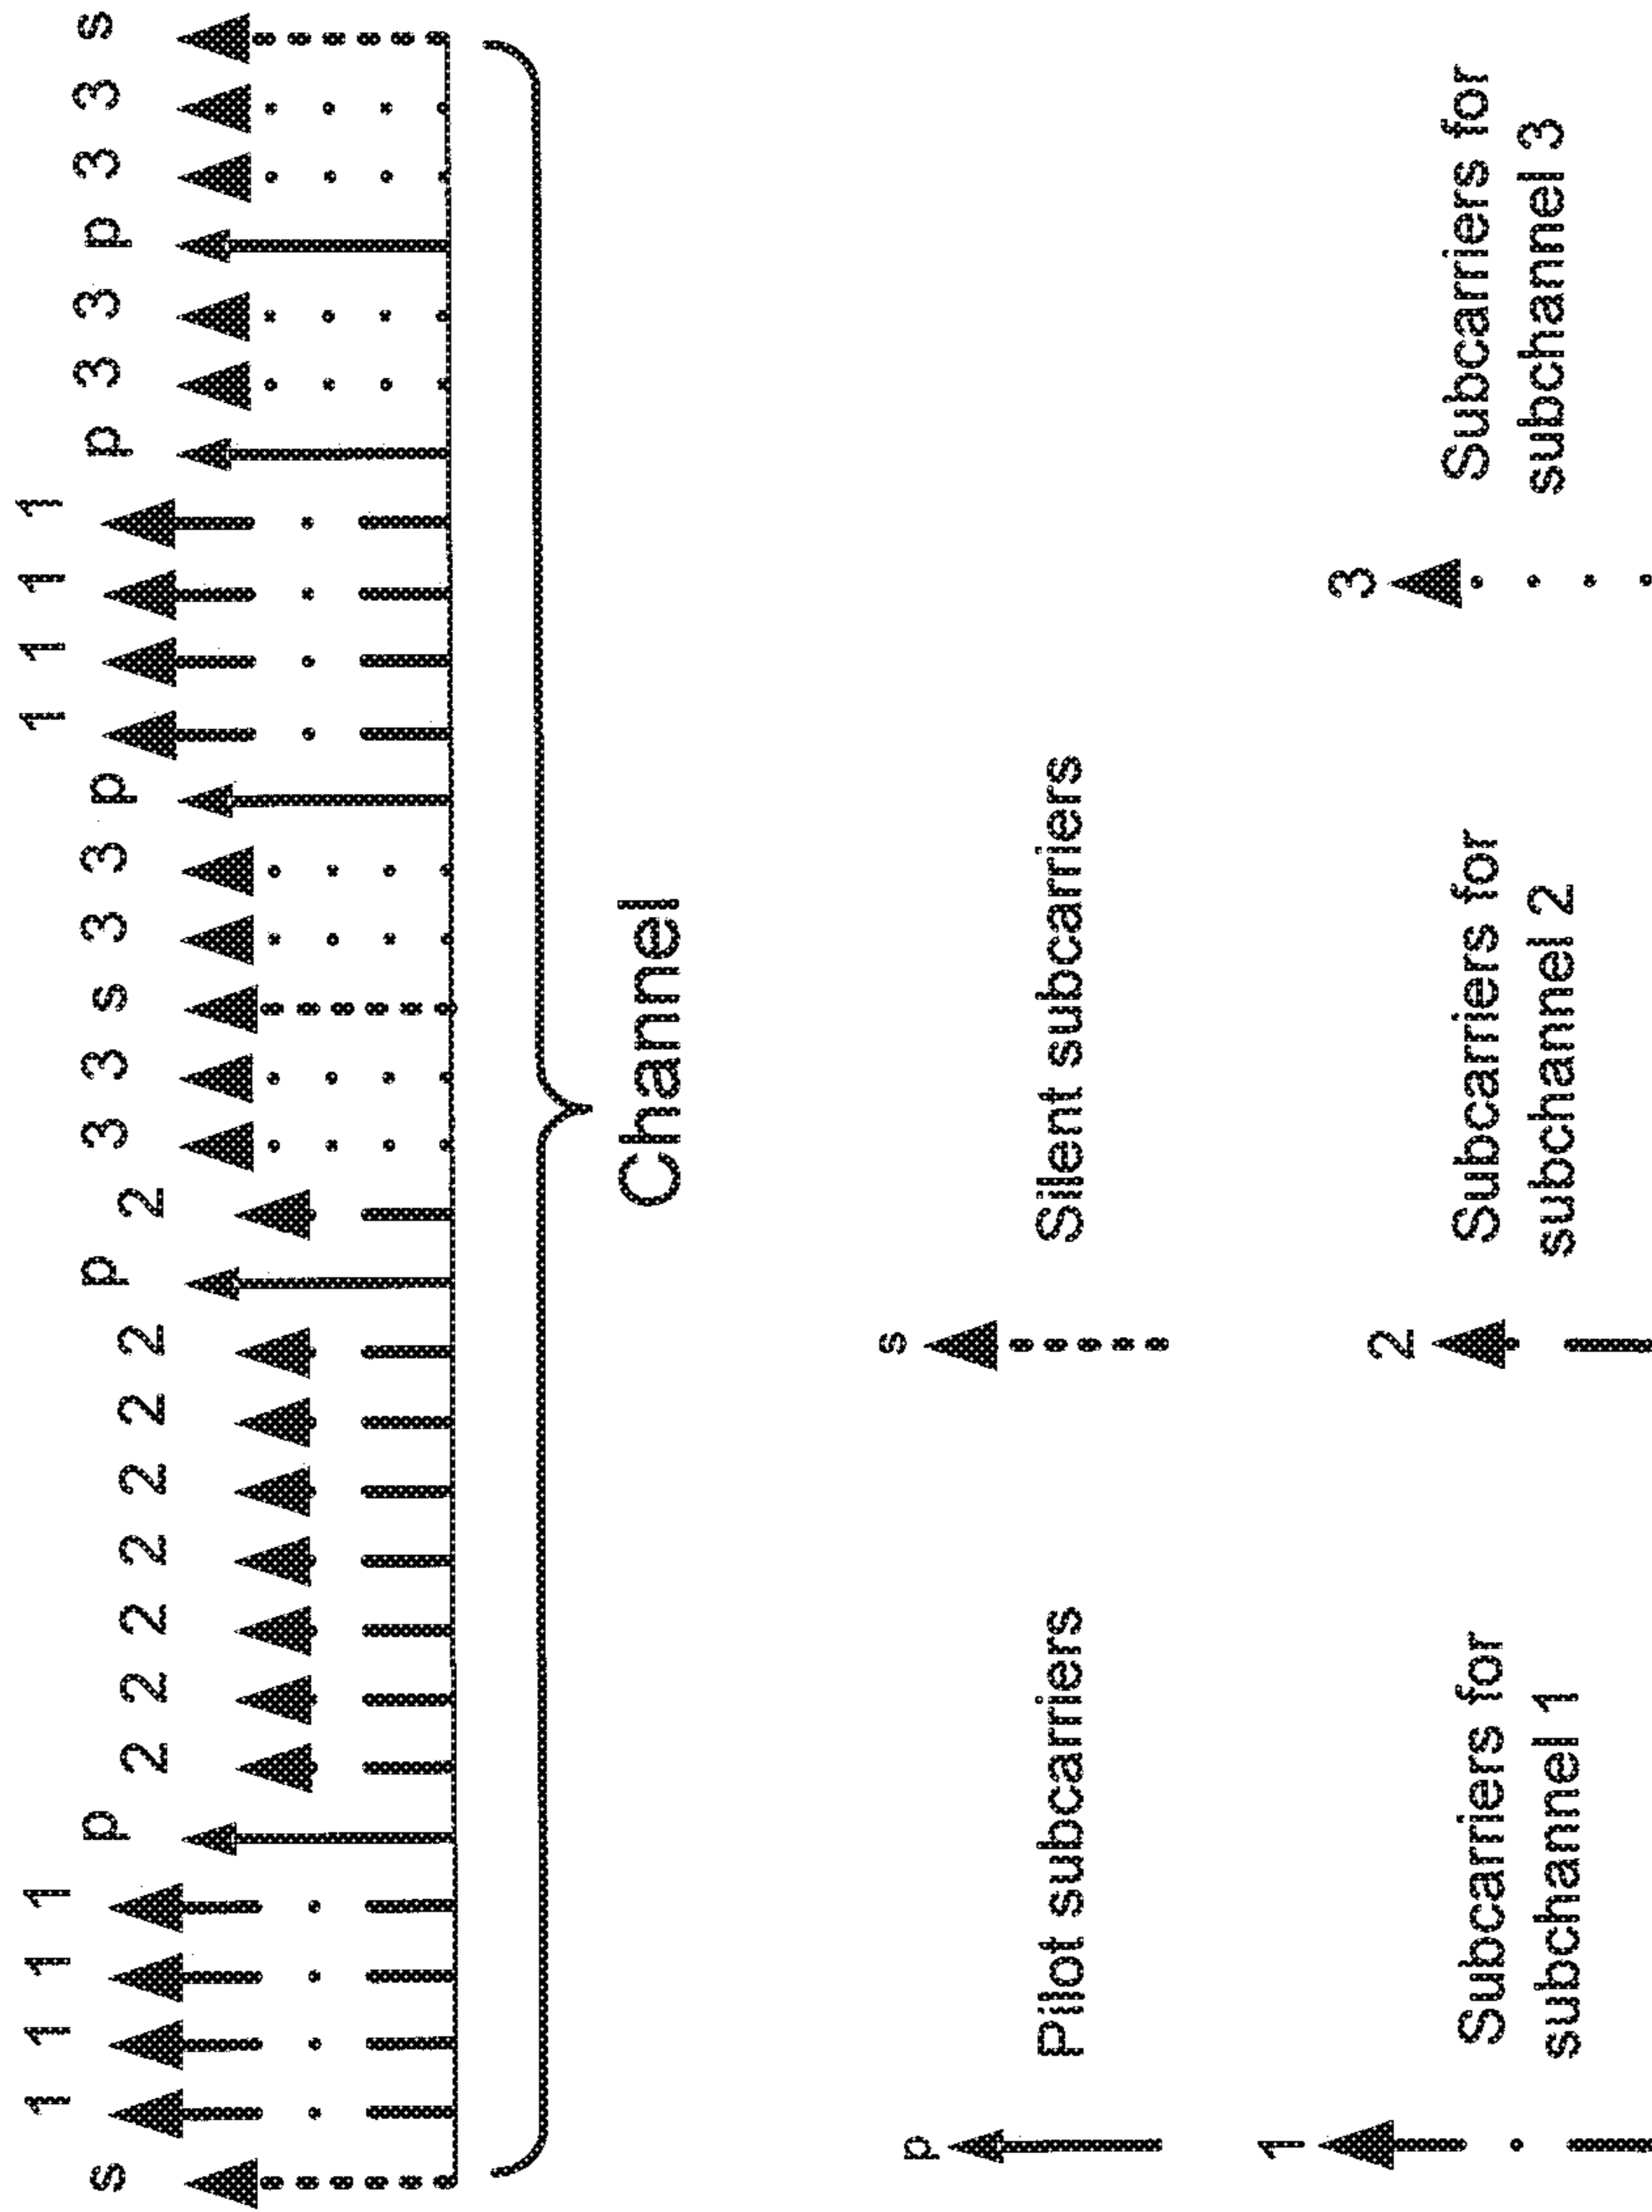 s 1 1 1 1 p 2 2 2 2 2 2 2 p 2 3 3 s 3 3 p 1 1 1 1 p 3 3 p 3 3 s
Channel
p Pilot subcarriers
s Silent subcarriers
1 Subcarriers for
subchannel 1
2 Subcarriers for
subchannel 2
3 Subcarriers for
subchannel 3